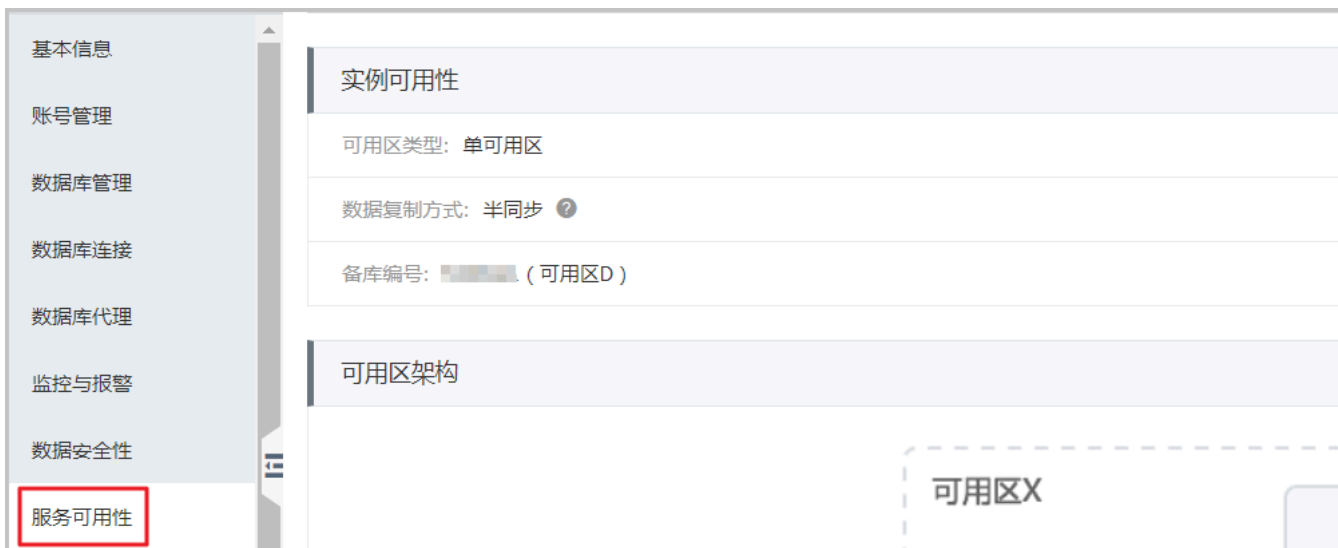 基本信息
账号管理
数据库管理
数据库连接
数据库代理
监控与报警
数据安全性
服务可用性
实例可用性
可用区类型: 单可用区
数据复制方式: 半同步 ?
备库编号: （可用区D）
可用区架构
可用区X